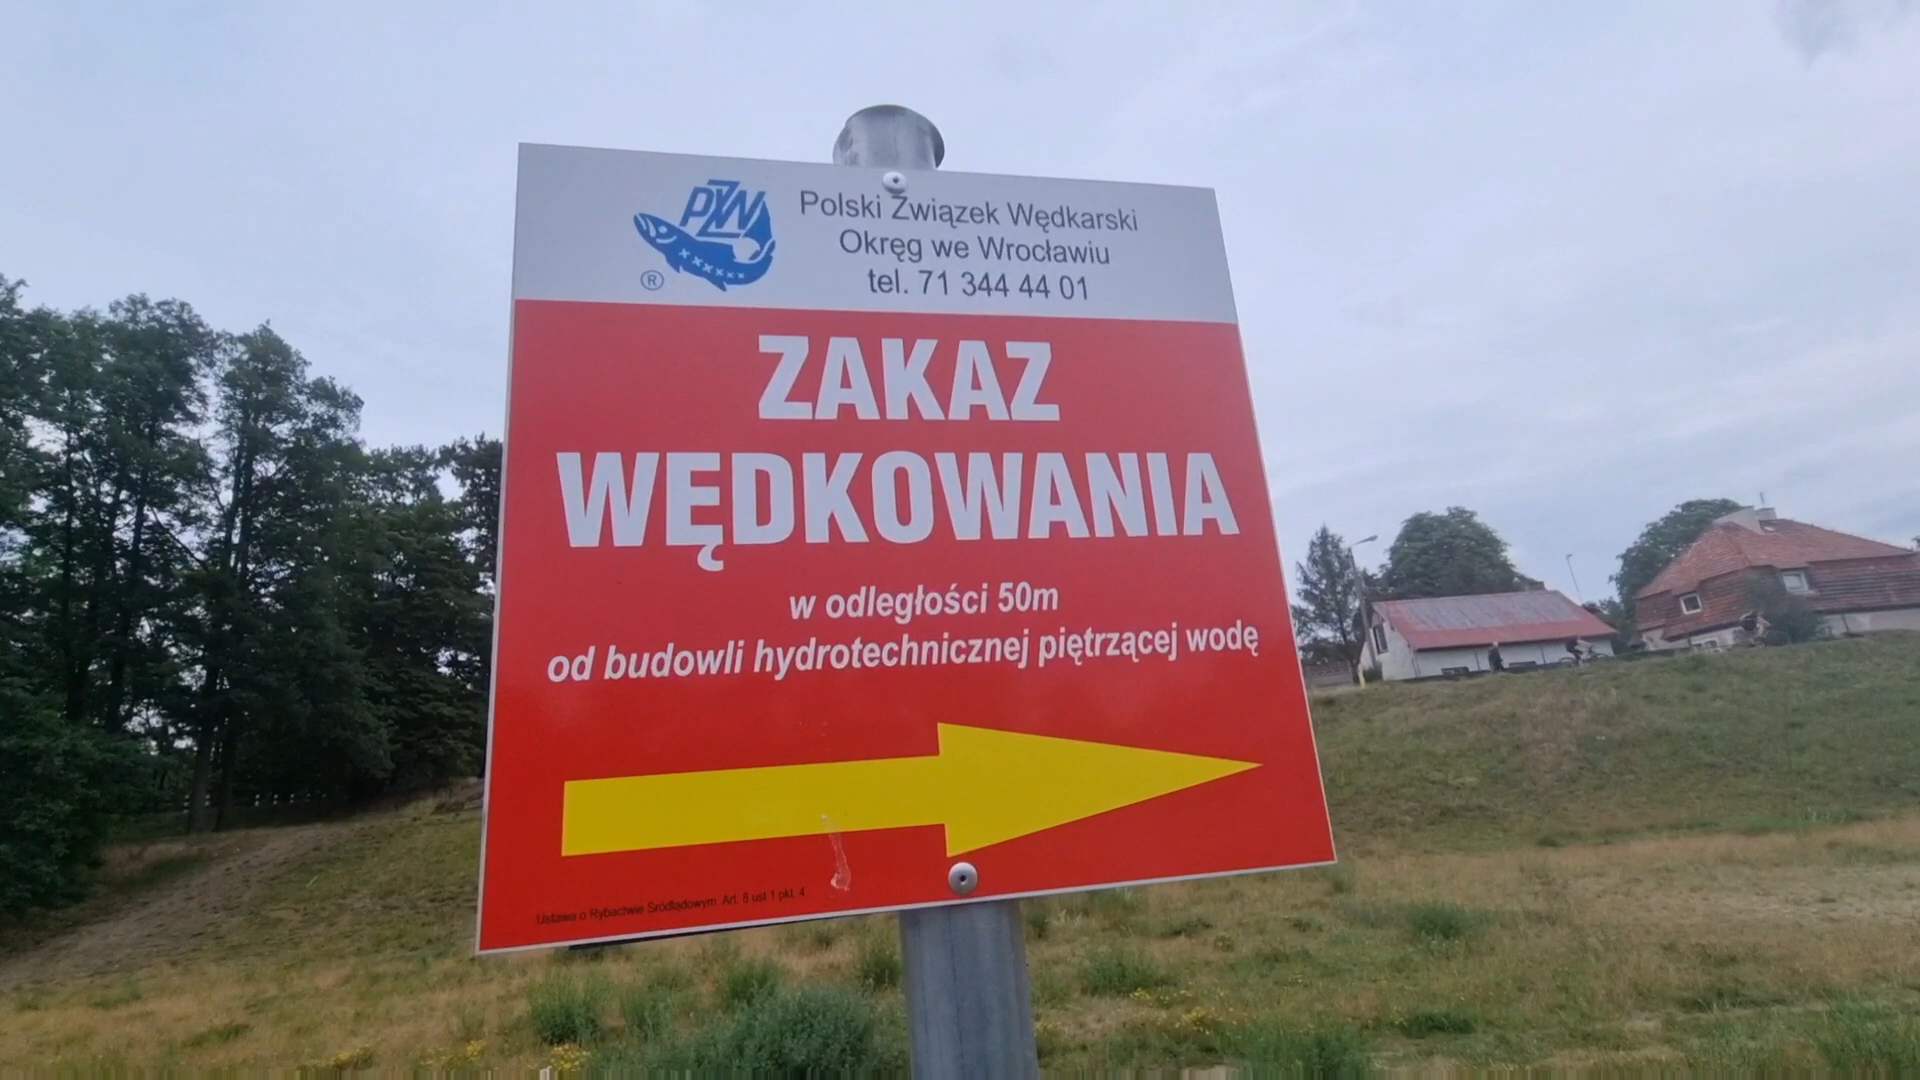 PZW
®
Polski Związek Wędkarski
Okręg we Wrocławiu
tel. 71 344 44 01
ZAKAZ
WĘDKOWANIA
w odległości 50m
od budowli hydrotechnicznej piętrzącej wodę
Ustawa o Rybactwie Śródlądowym Art. 8 ust 1 pkt. 4